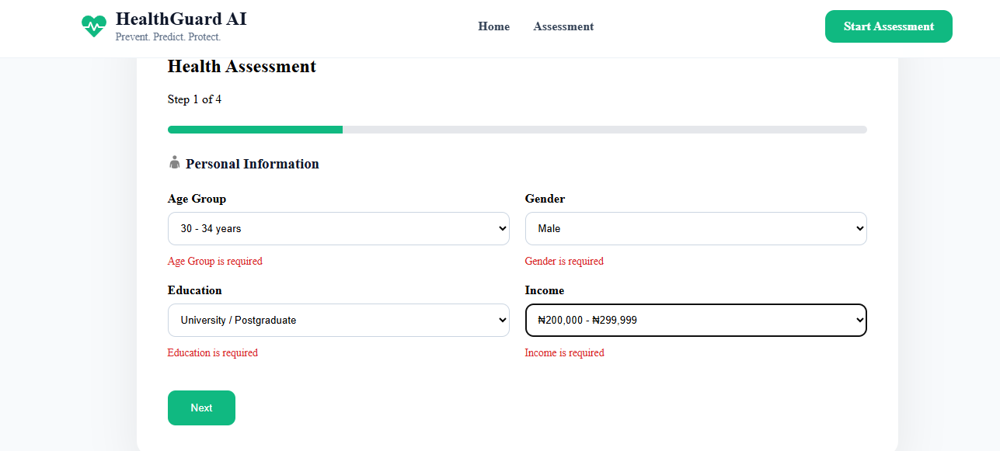 HealthGuard AI
Prevent. Predict. Protect.
Home
Assessment
Start Assessment
Health Assessment
Step 1 of 4
Personal Information
Age Group
Gender
30 - 34 years
Male
Age Group is required
Gender is required
Education
Income
University / Postgraduate
₦200,000 - ₦299,999
Education is required
Income is required
Next